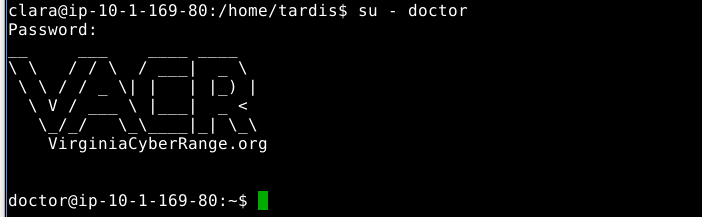 clara@ip-10-1-169-80:/home/tardis$ su - doctor
Password:
__     ___    ____ ____
\ \   / / \  / ___|  _ \
 \ \ / / _ \| |   | |_) |
  \ V / ___ \ |___|  _ <
   \_/_/   \_\____|_| \_\
    VirginiaCyberRange.org
doctor@ip-10-1-169-80:~$